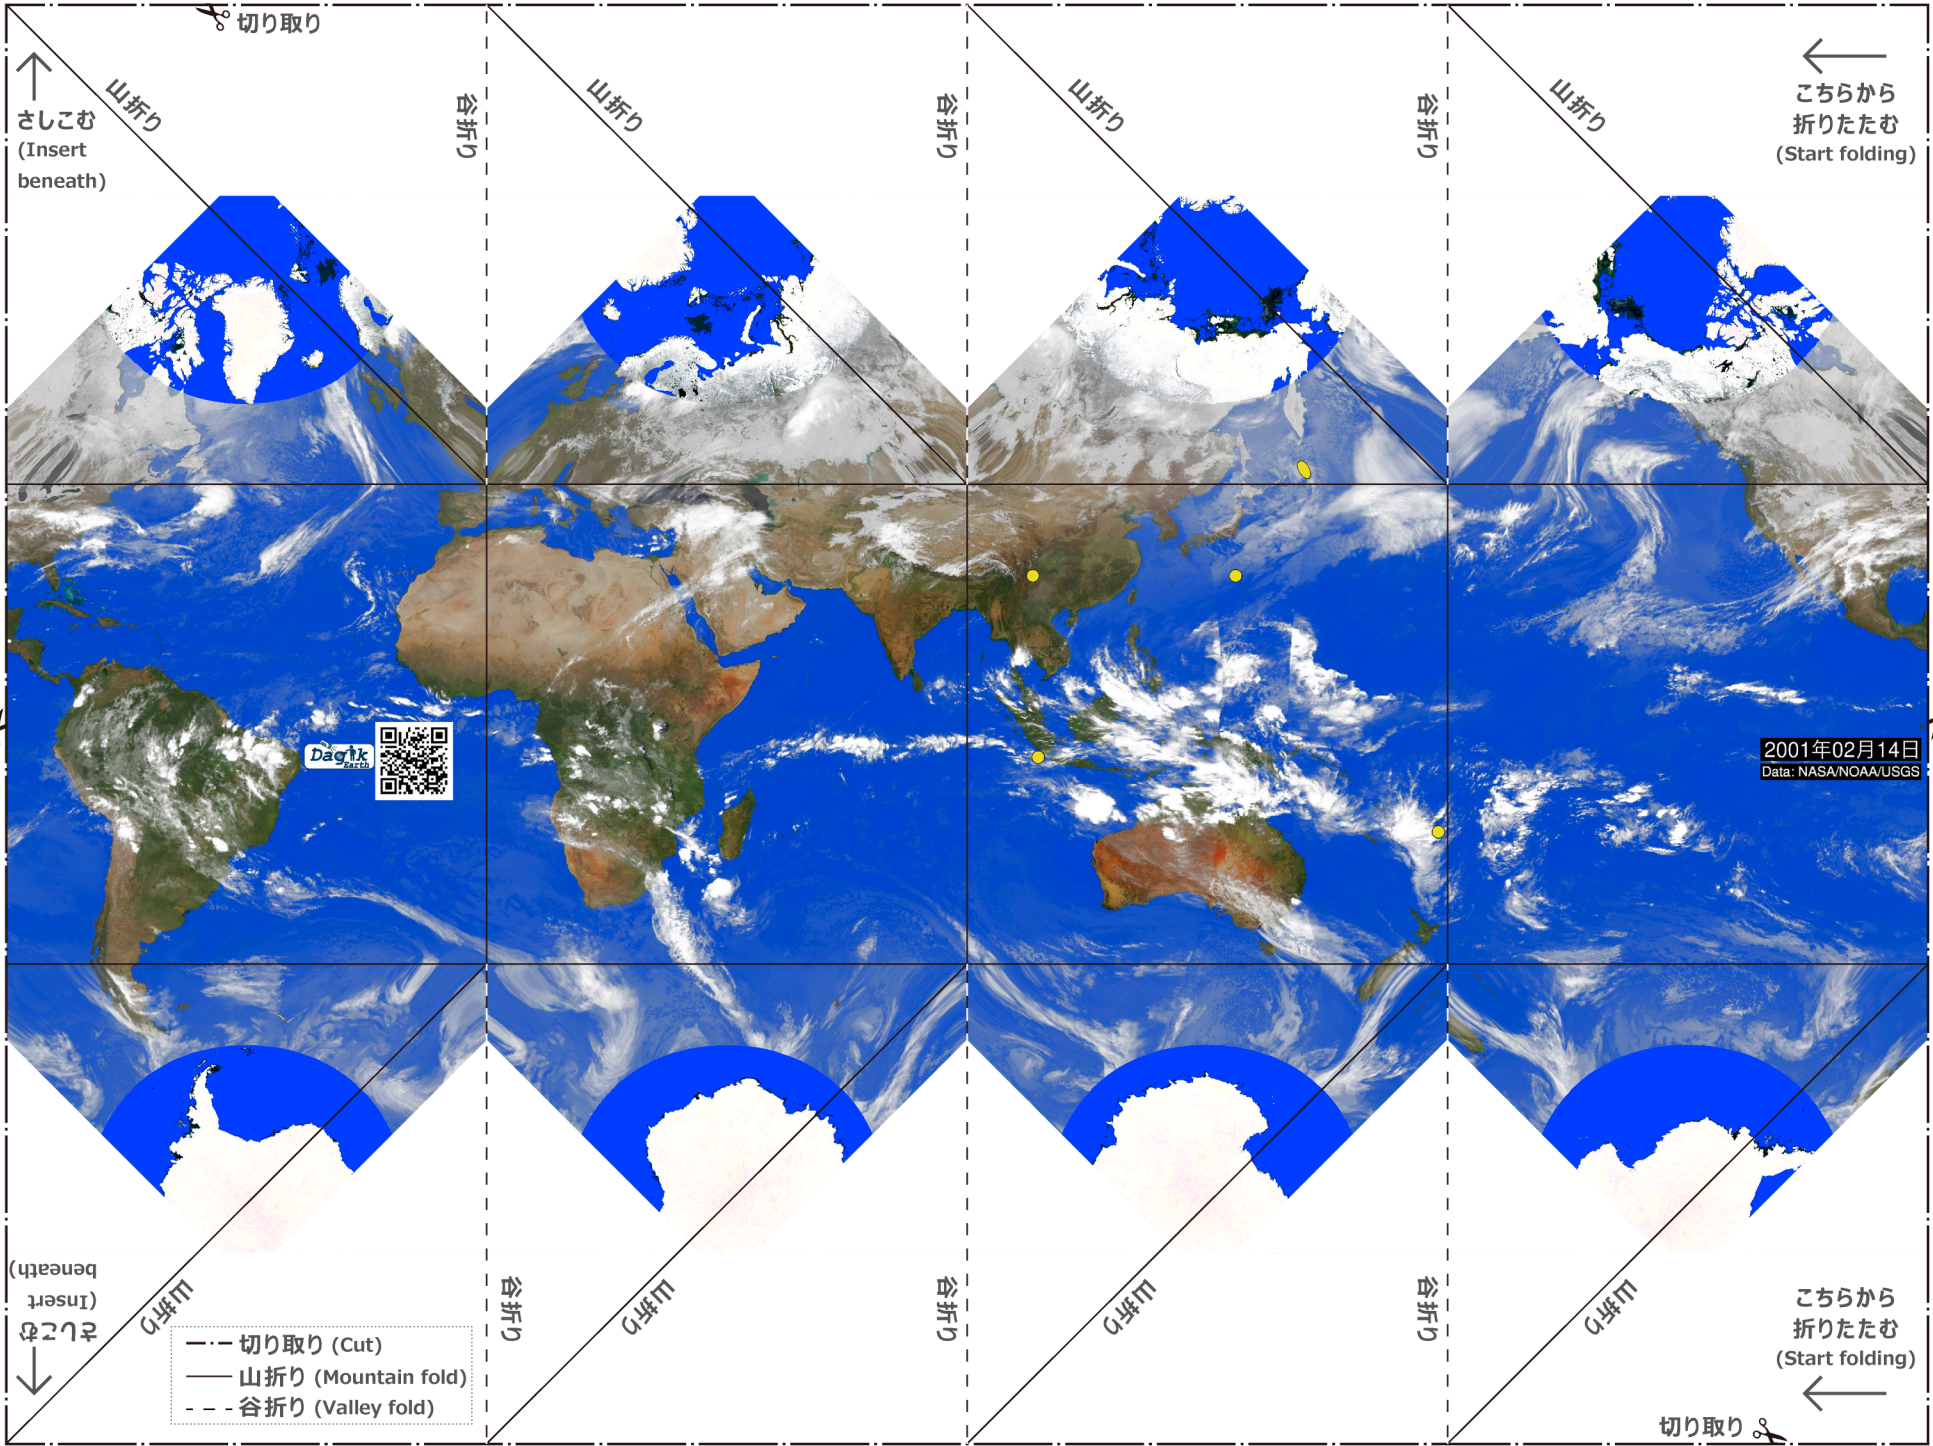 切り取り
山折り
谷折り
山折り
谷折り
山折り
谷折り
山折り
さしこむ
(Insert
beneath)
こちらから
折りたたむ
(Start folding)
Dagik
Earth
2001年02月14日
Data: NASA/NOAA/USGS
さしこむ
(Insert
beneath)
山折り
谷折り
山折り
谷折り
山折り
谷折り
山折り
こちらから
折りたたむ
(Start folding)
切り取り (Cut)
山折り (Mountain fold)
谷折り (Valley fold)
切り取り